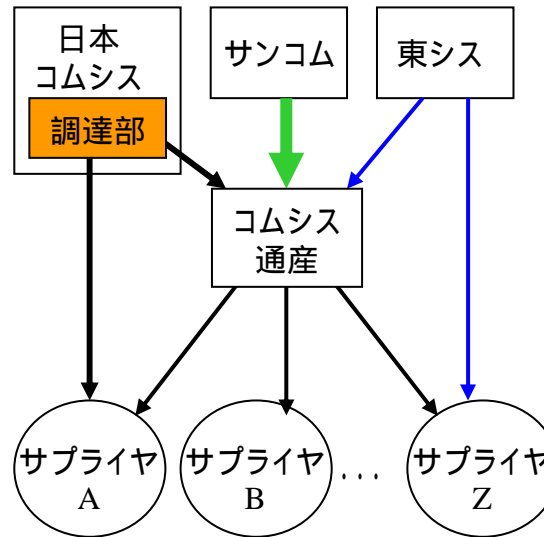 日本
コムシス
調達部
サンコム
東シス
コムシス
通産
サプライヤ
A
サプライヤ
B
...
サプライヤ
Z